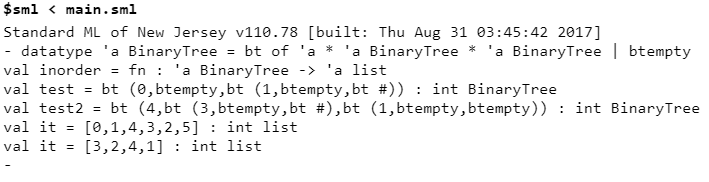 $sml < main.sml
Standard ML of New Jersey v110.78 [built: Thu Aug 31 03:45:42 2017]
- datatype 'a BinaryTree = bt of 'a * 'a BinaryTree * 'a BinaryTree | btempty
val inorder = fn : 'a BinaryTree -> 'a list
val test = bt (0,btempty,bt (1,btempty,bt #)) : int BinaryTree
val test2 = bt (4,bt (3,btempty,bt #),bt (1,btempty,btempty)) : int BinaryTree
val it = [0,1,4,3,2,5] : int list
val it = [3,2,4,1] : int list
-